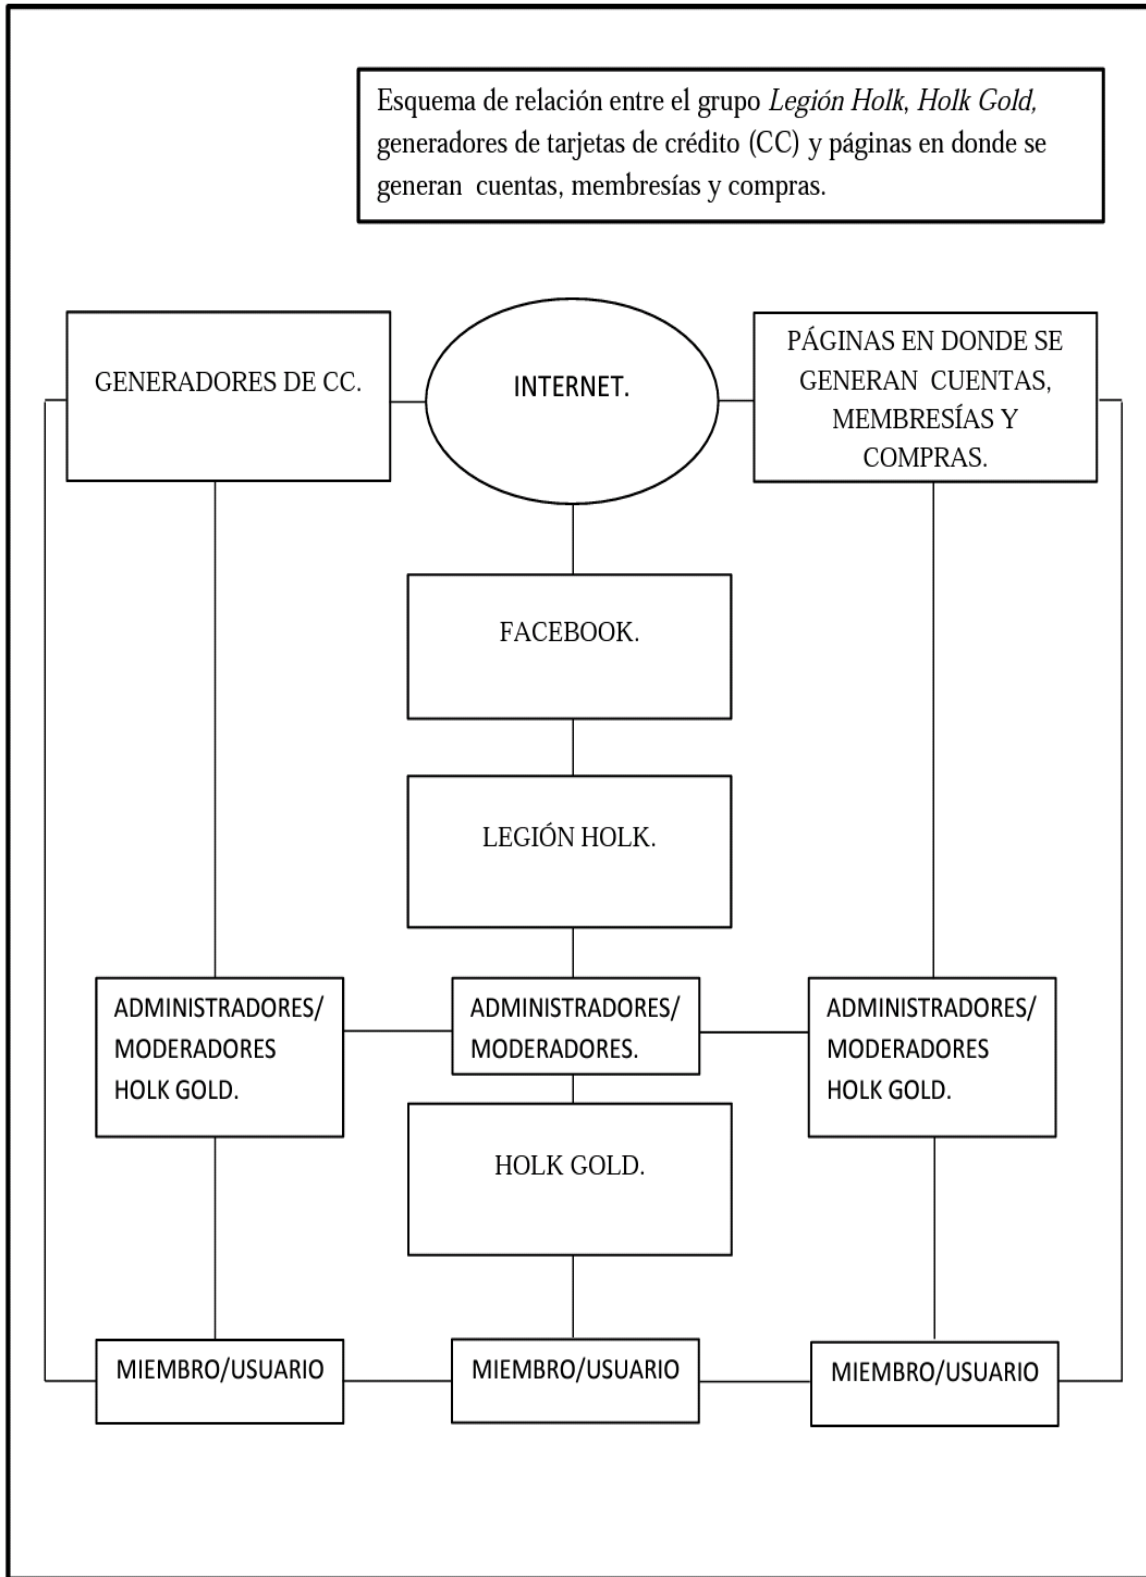 Esquema de relación entre el grupo Legión Holk, Holk Gold,
generadores de tarjetas de crédito (CC) y páginas en donde se
generan cuentas, membresías y compras.
GENERADORES DE CC.
INTERNET.
PÁGINAS EN DONDE SE
GENERAN CUENTAS,
MEMBRESÍAS Y
COMPRAS.
FACEBOOK.
LEGIÓN HOLK.
ADMINISTRADORES/
MODERADORES
HOLK GOLD.
ADMINISTRADORES/
MODERADORES.
ADMINISTRADORES/
MODERADORES
HOLK GOLD.
HOLK GOLD.
MIEMBRO/USUARIO
MIEMBRO/USUARIO
MIEMBRO/USUARIO